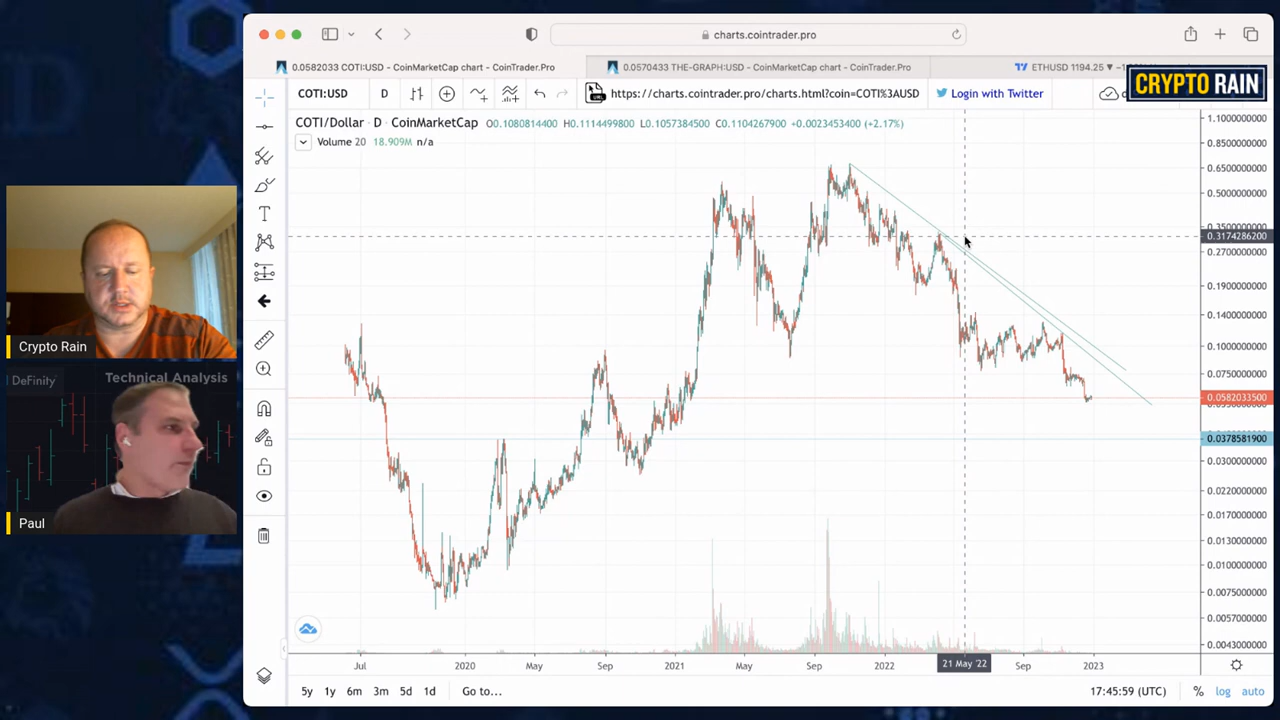 charts.cointrader.pro
0.0582033 COTI:USD - CoinMarketCap chart - CoinTrader.Pro
0.0570433 THE-GRAPH:USD - CoinMarketCap chart - CoinTrader.Pro
ETHUSD 1194.25
CRYPTO RAIN
COTI:USD
D
URL
https://charts.cointrader.pro/charts.html?coin=COTI%3AUSD
Login with Twitter
COTI/Dollar · D · CoinMarketCap
O0.1080814400 H0.1114499800 L0.1057384500 C0.1104267900 +0.0023453400 (+2.17%)
Volume 20 18.909M n/a
1.1000000000
0.8500000000
0.6500000000
0.5000000000
0.3174286200
0.2700000000
0.1900000000
0.1400000000
0.1000000000
0.0750000000
0.0582033500
0.0378581900
0.0300000000
0.0220000000
0.0170000000
0.0130000000
0.0100000000
0.0075000000
0.0057000000
0.0043000000
Crypto Rain
DeFinity
Technical Analysis
Paul
Jul
2020
May
Sep
2021
May
Sep
2022
21 May '22
Sep
2023
5y 1y 6m 3m 5d 1d Go to...
17:45:59 (UTC) % log auto